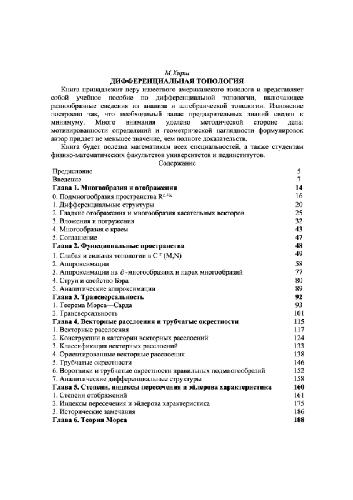 М.Хирш
ДИФФЕРЕНЦИАЛЬНАЯ ТОПОЛОГИЯ
Книга принадлежит перу известного американского тополога и представляет
собой учебное пособие по дифференциальной топологии, включающее
разнообразные сведения из анализа и алгебраической топологии. Изложение
построено так, что необходимый запас предварительных знаний сведен к
минимуму. Много внимания уделено методической стороне дела:
мотивированности определений и геометрической наглядности формулировок
автор придает не меньшее значение, чем полноте доказательств.
Книга будет полезна математикам всех специальностей, а также студентам
физико-математических факультетов университетов и пединститутов.
Содержание
Предисловие 5
Введение 7
Глава 1. Многообразия и отображения 14
0. Подмногообразия пространства 16
1. Дифференциальные структуры 20
2. Гладкие отображения и многообразия касательных векторов 25
3. Вложения и погружения 32
4. Многообразия с краем 43
5. Соглашение 47
Глава 2. Функциональные пространства 48
1. Слабая и сильная топологии в C r (M,N) 49
2. Аппроксимации 58
3. Аппроксимации на ∂-многообразиях и парах многообразий 77
4. Струи и свойство Бэра 80
5. Аналитические аппроксимации 89
Глава 3. Трансверсальность 92
1. Теорема Морса—Сарда 93
2. Трансверсальность 101
Глава 4. Векторные расслоения и трубчатые окрестности 115
1. Векторные расслоения 117
2. Конструкции в категории векторных расслоений 124
3. Классификация векторных расслоений 133
4. Ориентированные векторные расслоения 138
5. Трубчатые окрестности 146
6. Воротники и трубчатые окрестности правильных подмногообразий 152
7. Аналитические дифференциальные структуры 158
Глава 5. Степени, индексы пересечения и эйлерова характеристика 160
1. Степени отображений 161
2. Индексы пересечения и эйлерова характеристика 175
3. Исторические замечания 186
Глава 6. Теория Морса 188